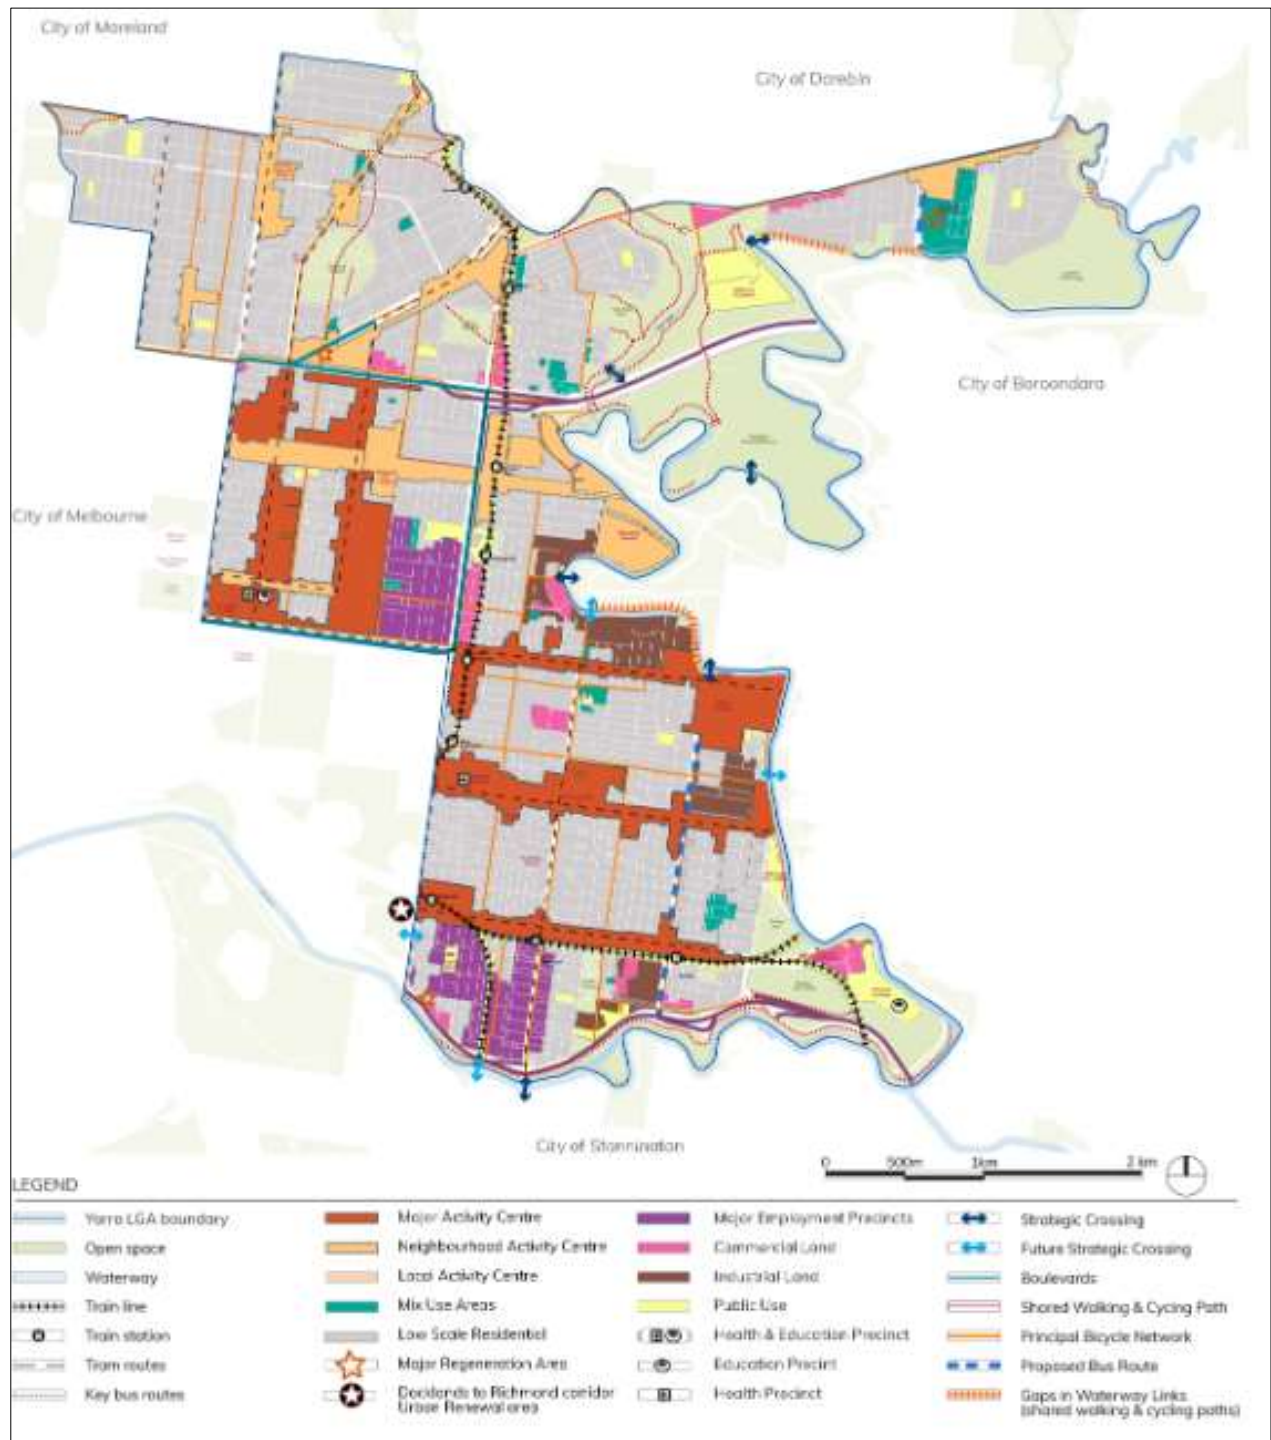 City of Moreland
City of Darebin
City of Boroondara
City of Melbourne
City of Stonnington
0 500m 1km 2 km
LEGEND
Yarra LGA boundary
Open space
Waterway
Train line
Train station
Tram routes
Key bus routes
Major Activity Centre
Neighbourhood Activity Centre
Local Activity Centre
Mix Use Areas
Low Scale Residential
Major Regeneration Area
Docklands to Richmond corridor
Urban Renewal area
Major Employment Precincts
Commercial Land
Industrial Land
Public Use
Health & Education Precinct
Education Precint
Health Precinct
Strategic Crossing
Future Strategic Crossing
Boulevards
Shared Walking & Cycing Path
Principal Bicycle Network
Proposed Bus Route
Gaps in Waterway Links
(shared walking & cycling paths)